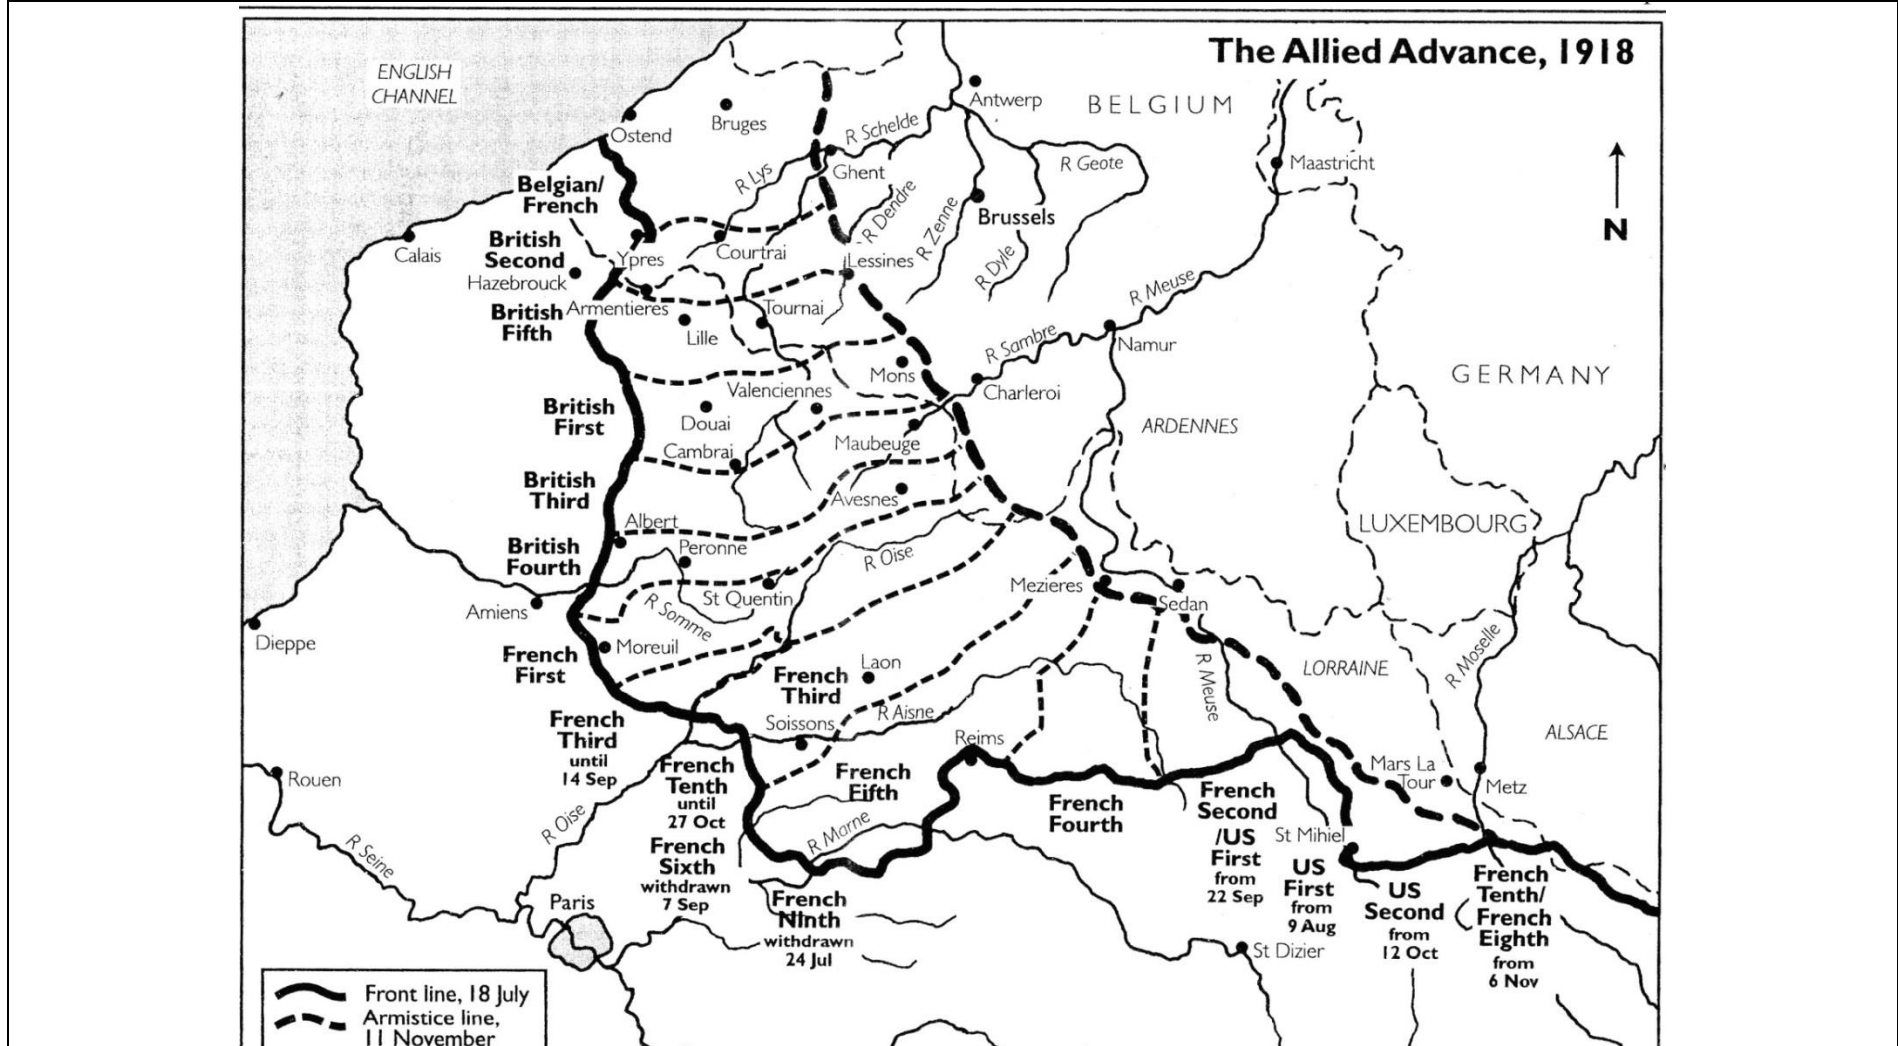 The Allied Advance, 1918
ENGLISH
CHANNEL
Antwerp
BELGIUM
Bruges
Ostend
R Schelde
R Geote
Maastricht
R Lys
Ghent
Belgian/
French
R Dendre
R Zenne
Brussels
N
Calais
British
Second
Hazebrouck
Ypres
Courtrai
Lessines
R Dyle
R Meuse
British
Fifth
Armentieres
Lille
Tournai
R Sambre
Namur
Mons
Charleroi
GERMANY
Valenciennes
British
First
Douai
ARDENNES
Cambrai
Maubeuge
British
Third
Avesnes
Albert
LUXEMBOURG
British
Fourth
Peronne
R Oise
Mezieres
St Quentin
Sedan
Amiens
R Somme
Dieppe
Moreuil
French
First
Laon
LORRAINE
R Moselle
French
Third
R Meuse
R Aisne
Soissons
French
Third
until
14 Sep
ALSACE
Reims
Rouen
French
Tenth
until
27 Oct
French
Fifth
Mars La
Tour
Metz
French
Fourth
French
Second
/US
First
from
22 Sep
R Oise
R Marne
R Seine
St Mihiel
French
Sixth
withdrawn
7 Sep
US
First
from
9 Aug
US
Second
from
12 Oct
French
Tenth/
French
Eighth
from
6 Nov
Paris
French
Ninth
withdrawn
24 Jul
St Dizier
Front line, 18 July
Armistice line,
11 November